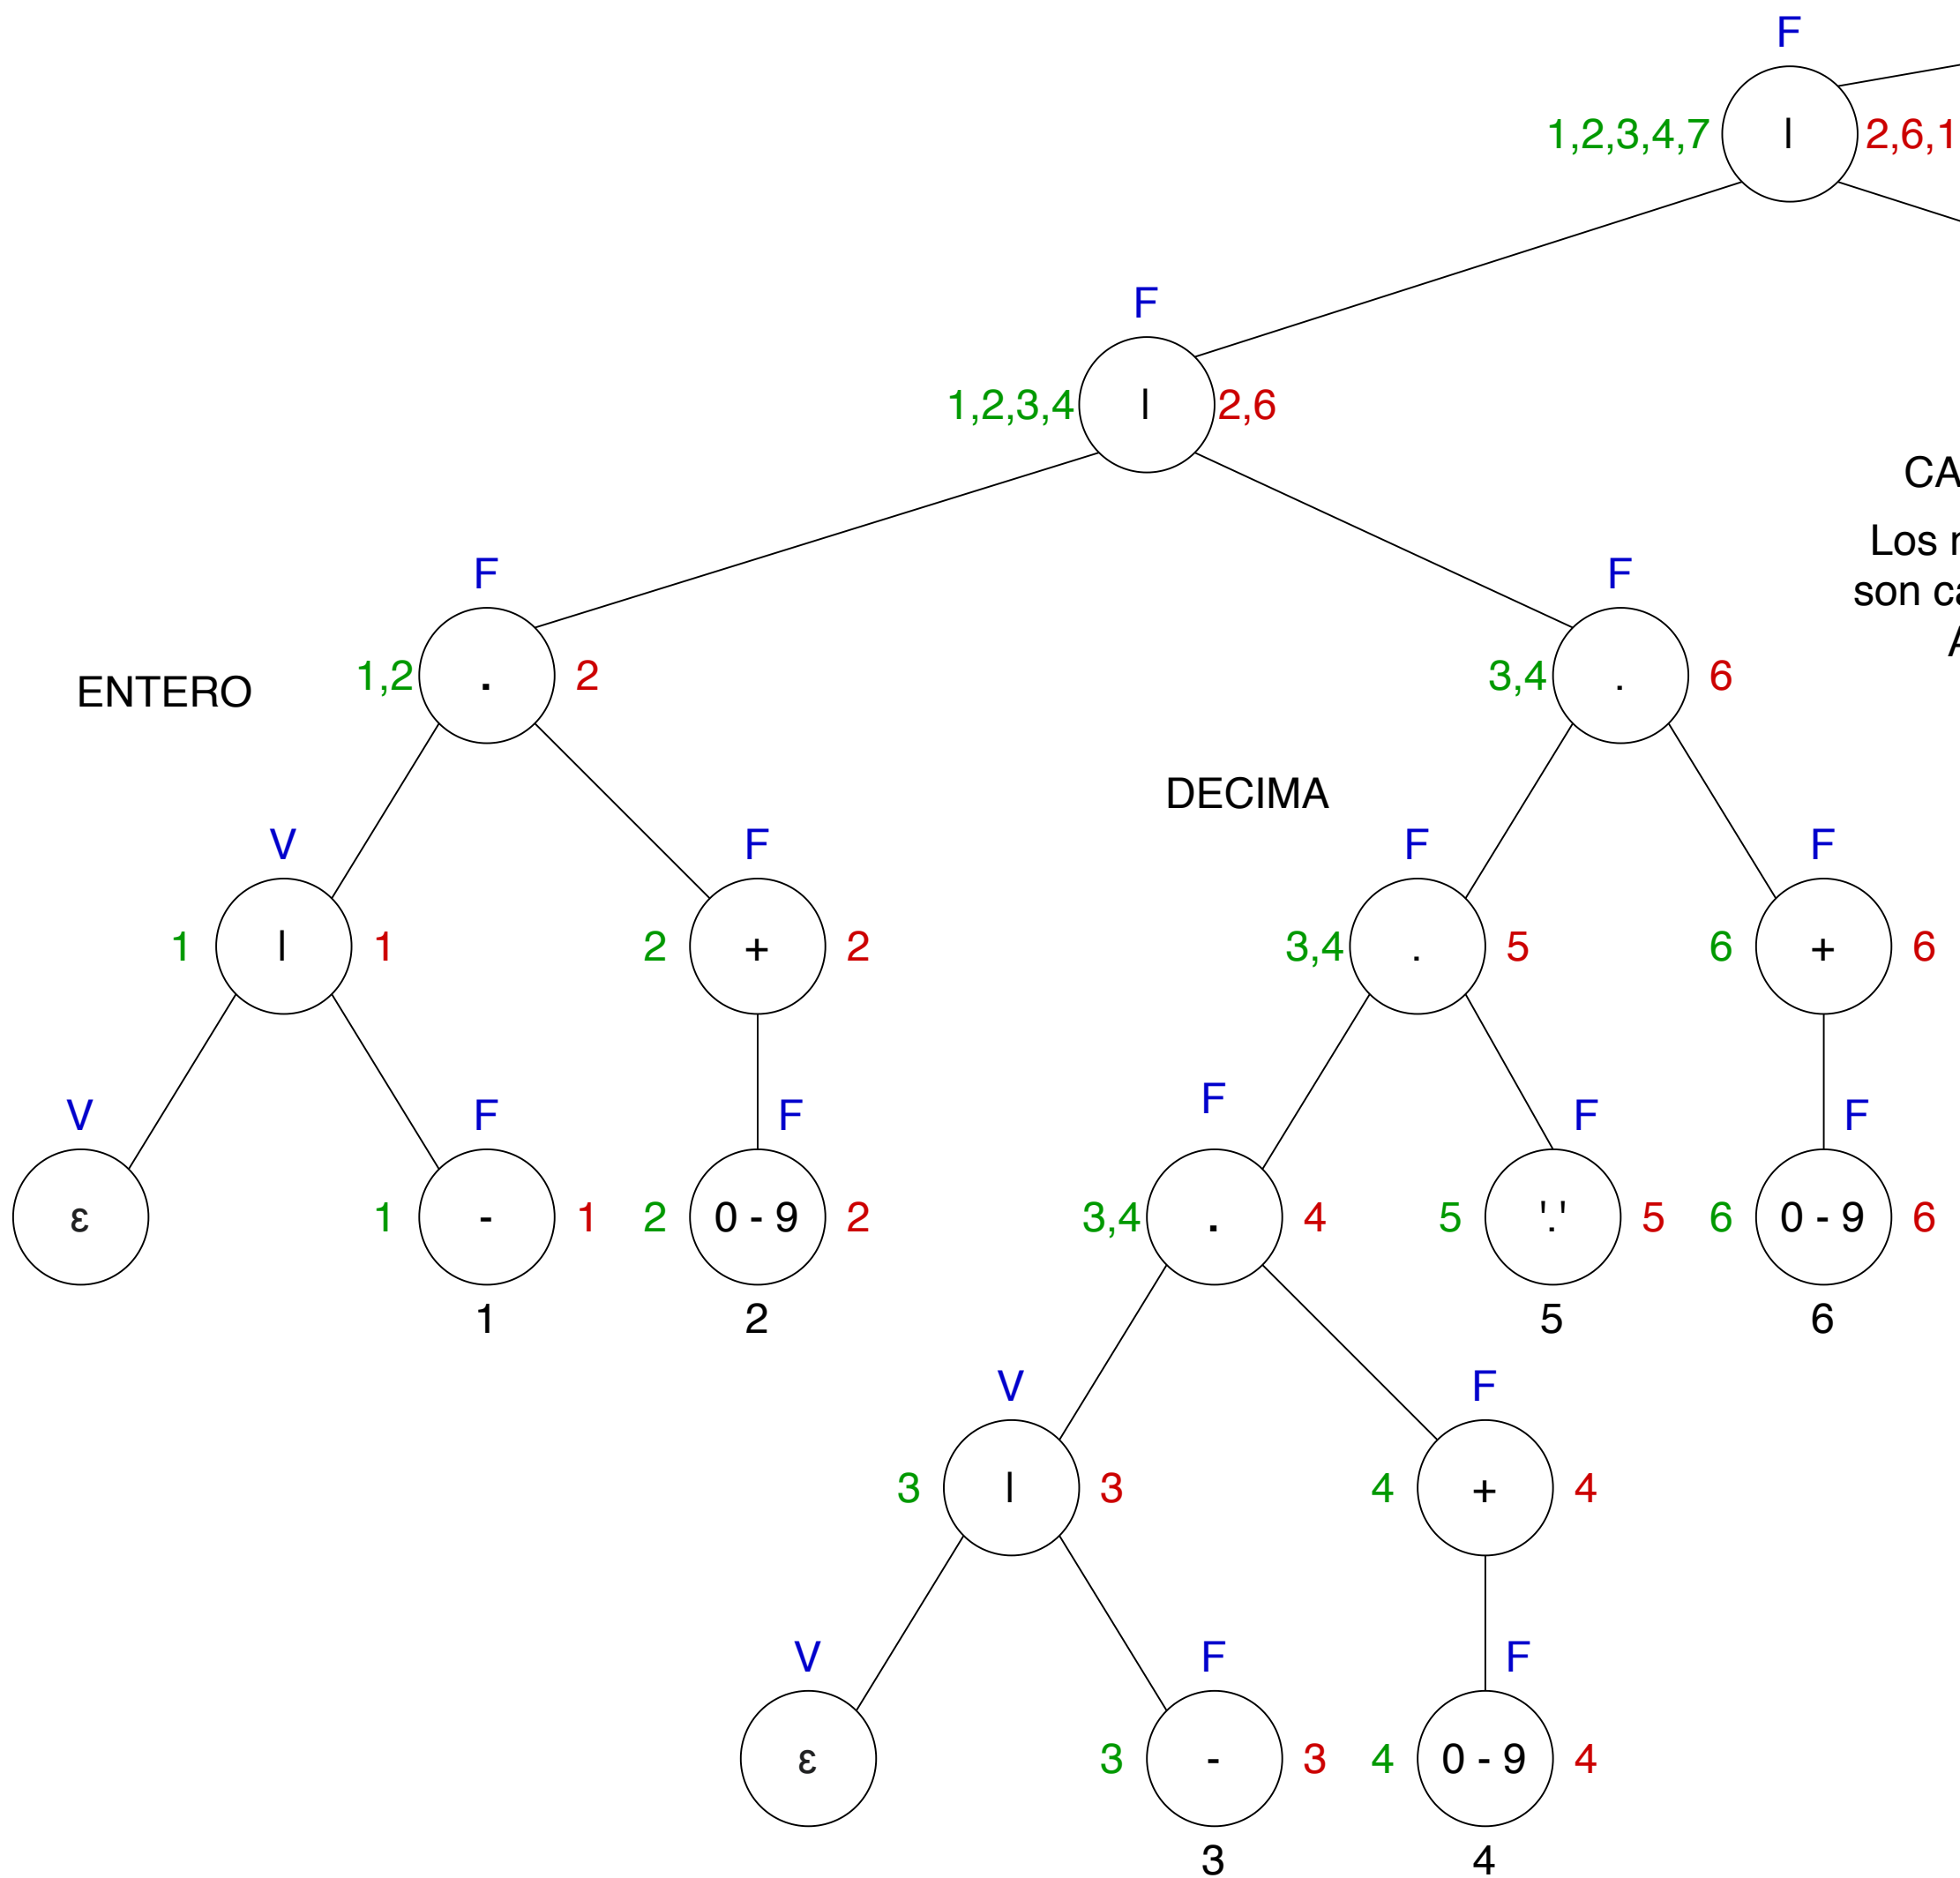 F
1,2,3,4,7 | 2,6,1
F
1,2,3,4 | 2,6
CA
Los
son
F F
ENTERO 1,2 . 2 3,4 . 6
DECIMA
V F F F
1 | 1 2 + 2 3,4 . 5 6 + 6
F
V F F F F
ε 1 - 1 2 0 - 9 2 3,4 . 4 5 '.' 5 6 0 - 9 6
1 2 5 6
V F
3 | 3 4 + 4
V F F
ε 3 - 3 4 0 - 9 4
3 4